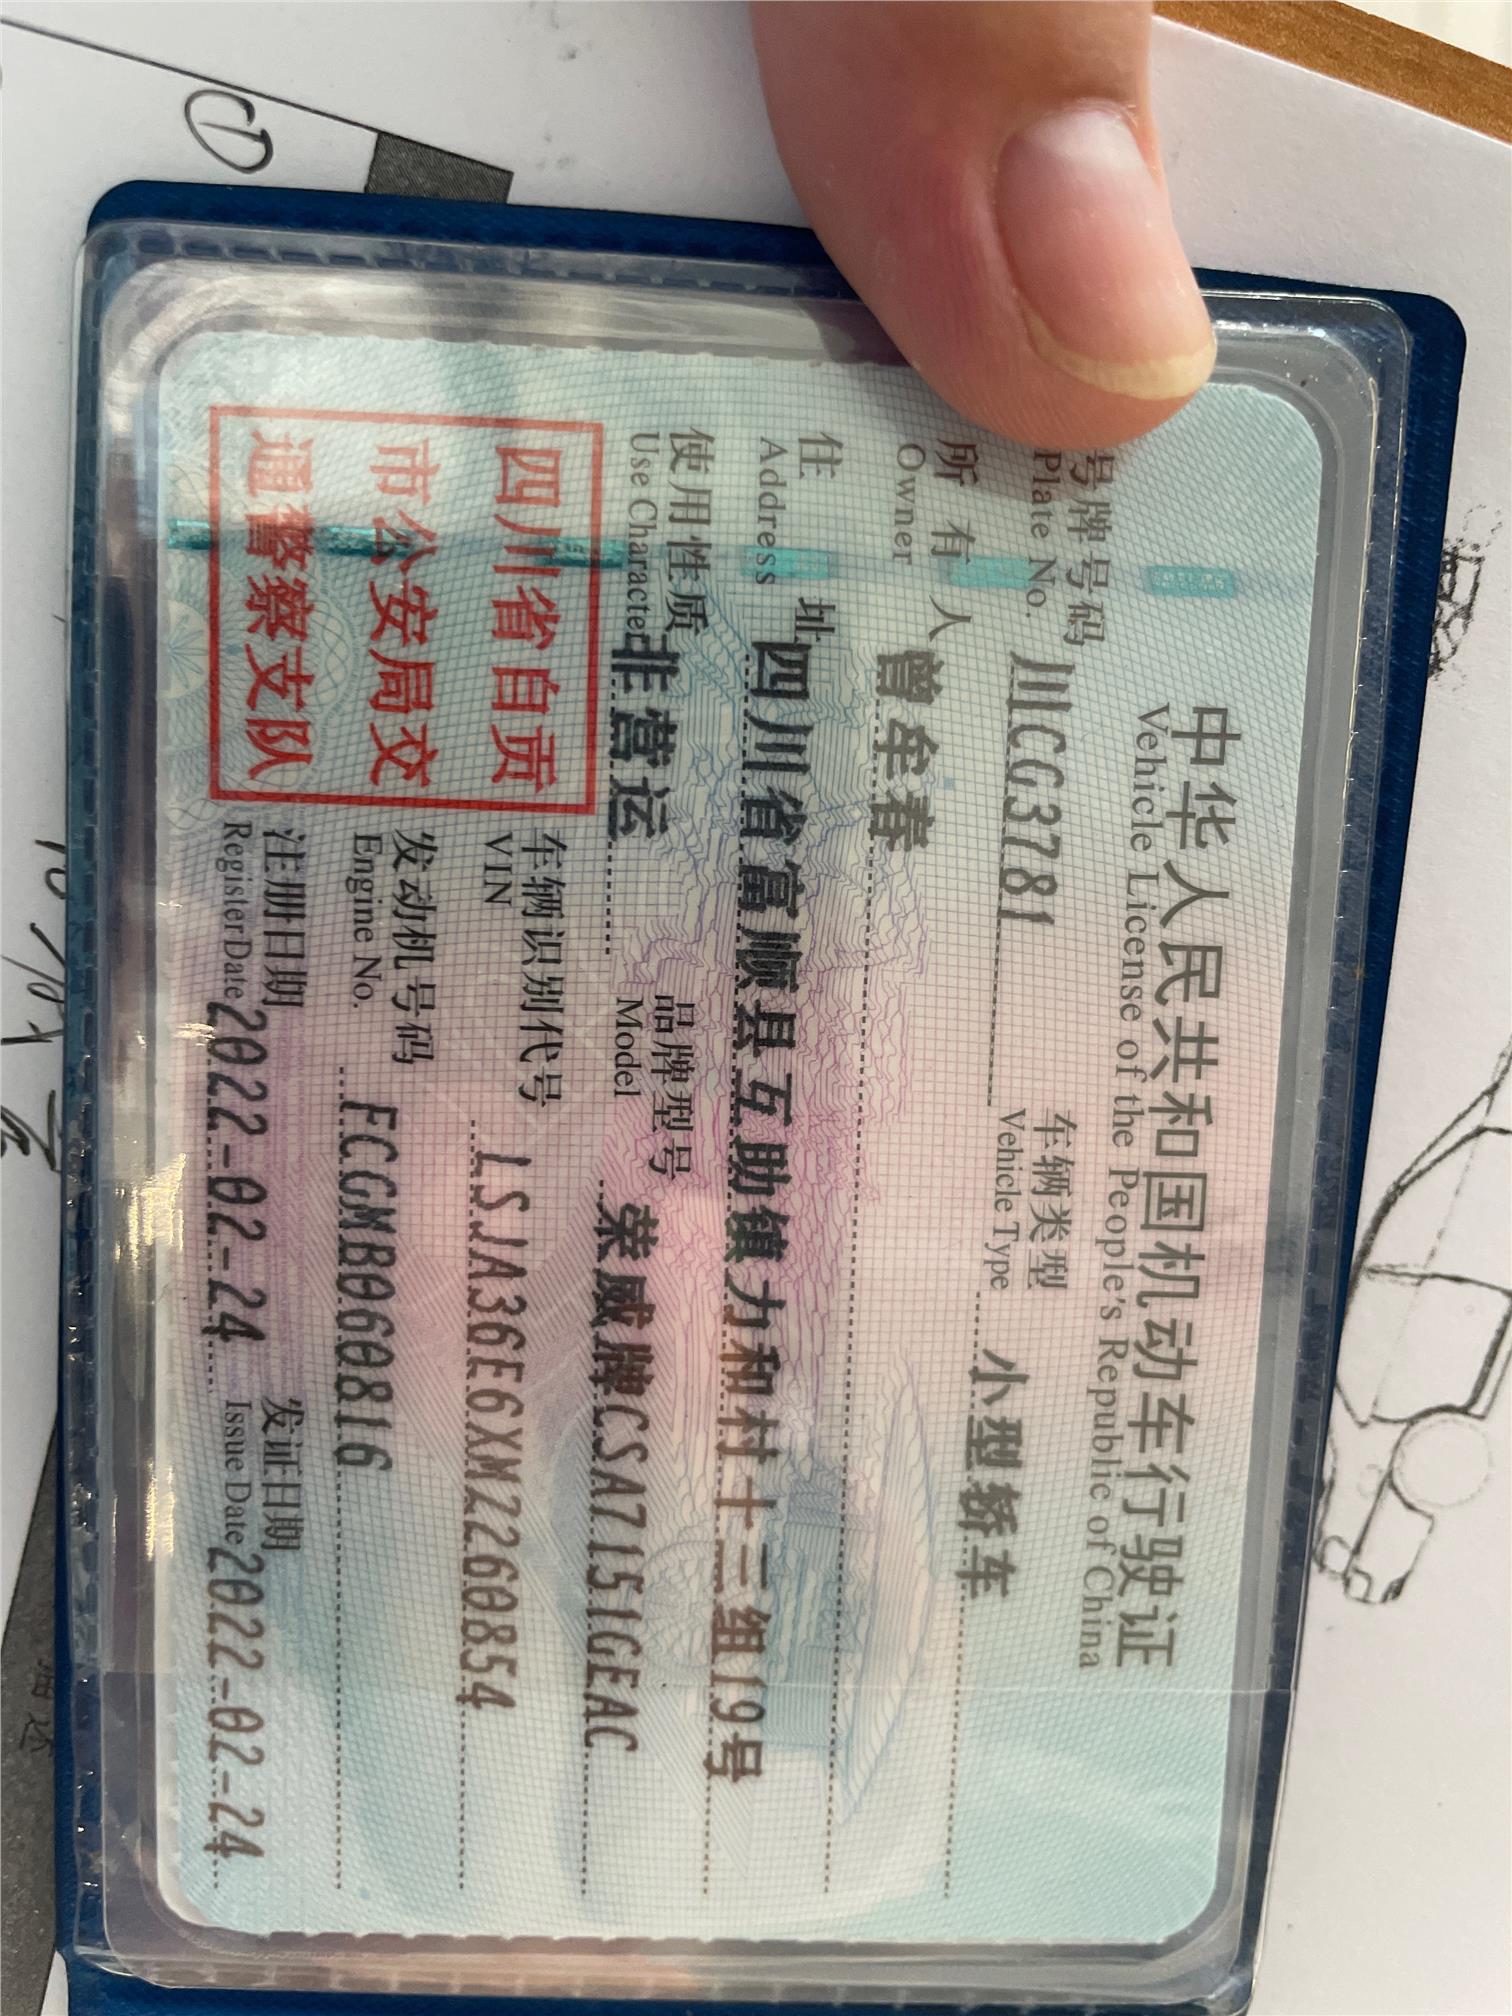 中华人民共和国机动车行驶证
Vehicle License of the People's Republic of China
号牌号码 川CG3781 车辆类型 小型轿车
Plate No. Vehicle Type
所有人 曾牟春
Owner
住址 四川省富顺县互助镇力和村十三组19号
Address
使用性质 非营运 品牌型号 荣威牌CSA7151GEAC
Use Character Model
四川省自贡
市公安局交
通警察支队
车辆识别代号 LSJA36E6XM2260854
VIN
发动机号码 FCGMB060816
Engine No.
注册日期 2022-02-24 发证日期 2022-02-24
Register Date Issue Date